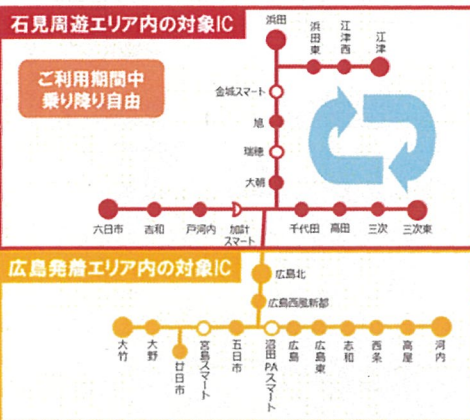 石見周遊エリア内の対象IC
ご利用期間中
乗り降り自由
浜田
浜田東
江津西
江津
金城スマート
旭
瑞穂
大朝
六日市
吉和
戸河内
加計
スマート
千代田
高田
三次
三次東
広島発着エリア内の対象IC
広島北
広島西風新都
大竹
大野
廿日市
宮島スマート
五日市
沼田PAスマート
広島
広島東
志和
西条
高屋
河内